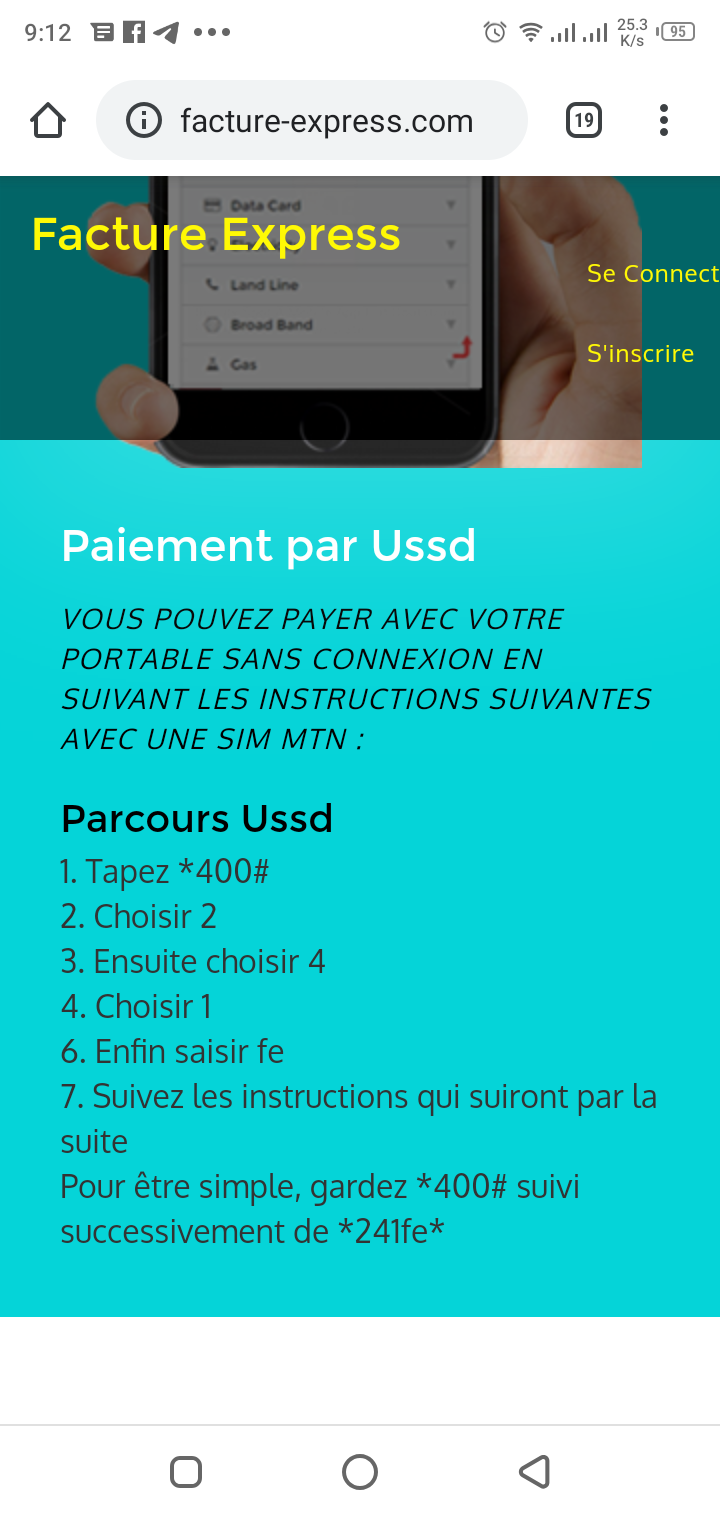 9:12
25.3
K/s
95
facture-express.com
19
Data Card
Facture Express
Se Connect
Land Line
S'inscrire
Broad Band
Gas
Paiement par Ussd
VOUS POUVEZ PAYER AVEC VOTRE
PORTABLE SANS CONNEXION EN
SUIVANT LES INSTRUCTIONS SUIVANTES
AVEC UNE SIM MTN :
Parcours Ussd
1. Tapez *400#
2. Choisir 2
3. Ensuite choisir 4
4. Choisir 1
6. Enfin saisir fe
7. Suivez les instructions qui suiront par la
suite
Pour être simple, gardez *400# suivi
successivement de *241fe*